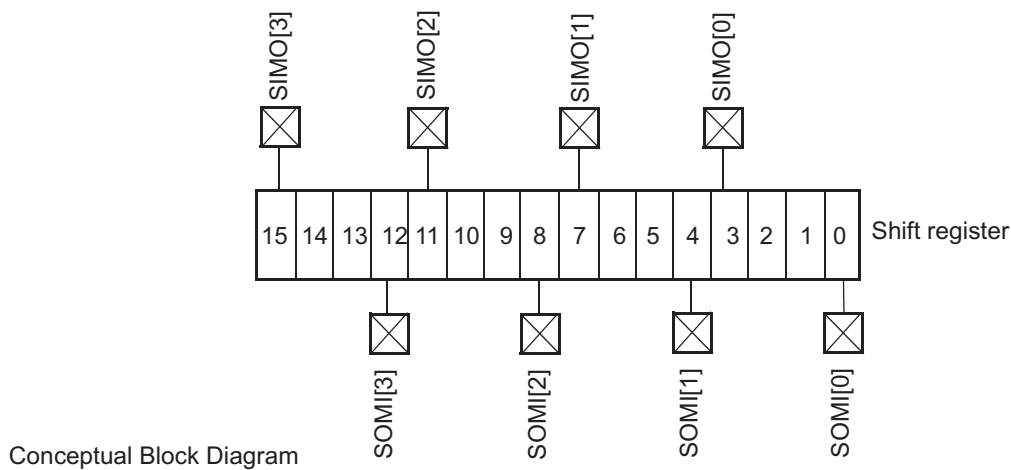 SIMO[3] SIMO[2] SIMO[1] SIMO[0]
15 14 13 12 11 10 9 8 7 6 5 4 3 2 1 0 Shift register
SOMI[3] SOMI[2] SOMI[1] SOMI[0]
Conceptual Block Diagram